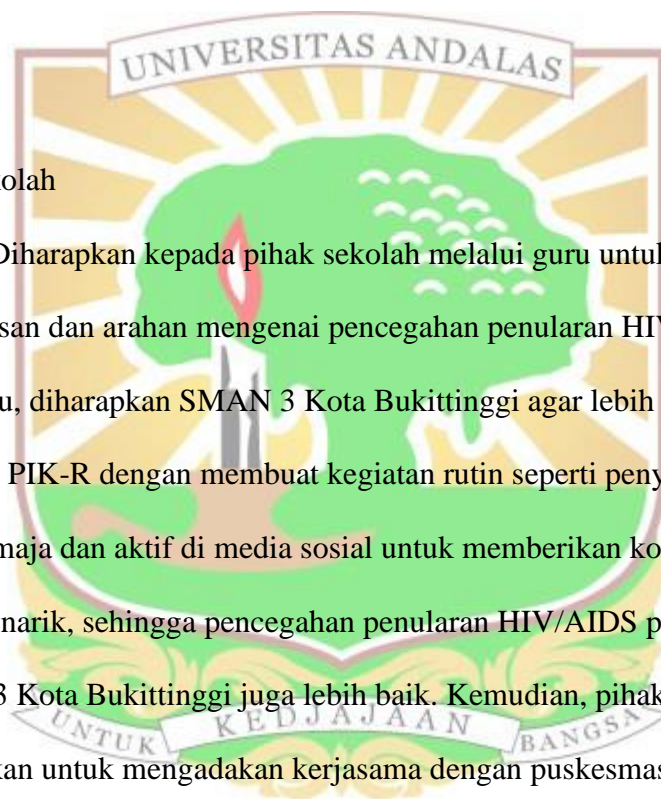 UNIVERSITAS ANDALAS
kolah
Diharapkan kepada pihak sekolah melalui guru untuk
san dan arahan mengenai pencegahan penularan HIV
u, diharapkan SMAN 3 Kota Bukittinggi agar lebih
PIK-R dengan membuat kegiatan rutin seperti peny
maja dan aktif di media sosial untuk memberikan ko
narik, sehingga pencegahan penularan HIV/AIDS p
3 Kota Bukittinggi juga lebih baik. Kemudian, pihak
UNTUK KEDJAJAAN BANGSA
kan untuk mengadakan kerjasama dengan puskesmas